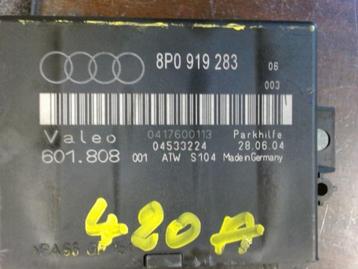 8P0 919 283 06
003
Valeo 0417600113 Parkhilfe
04533224 28.06.04
601.808 001 ATW S104 Made in Germany
420A